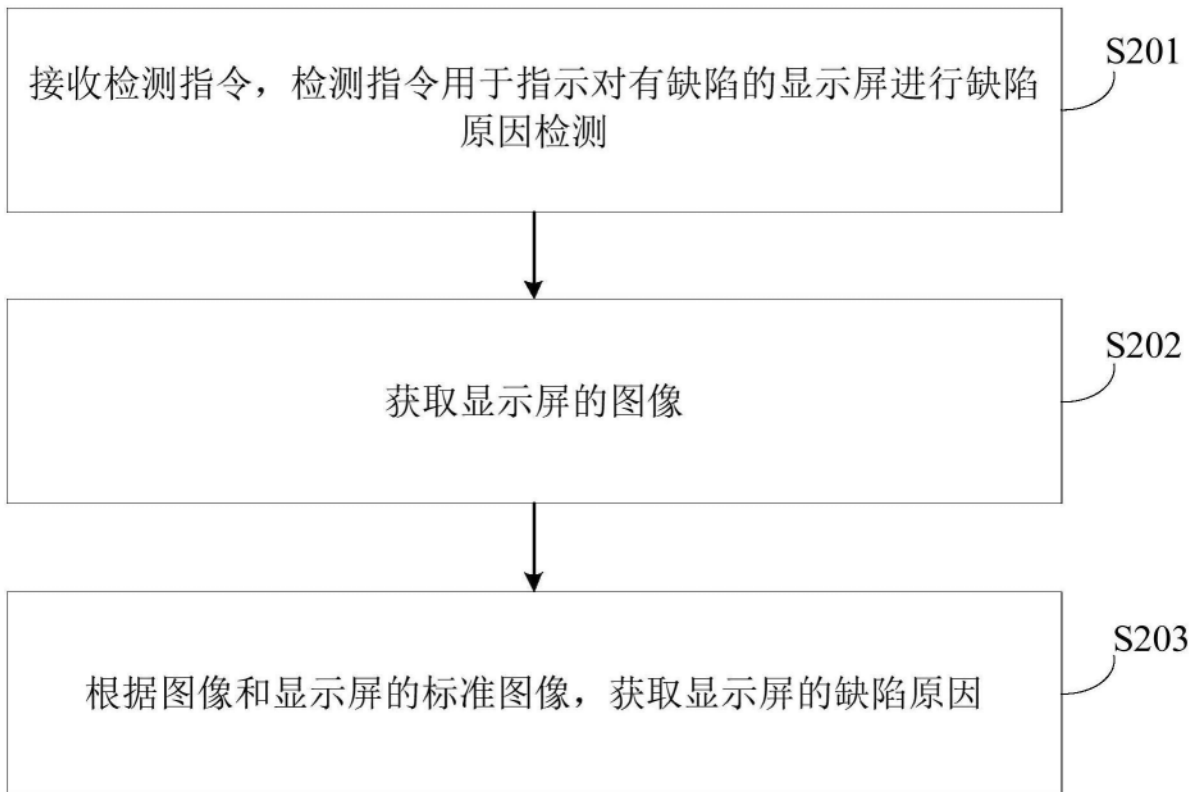 接收检测指令，检测指令用于指示对有缺陷的显示屏进行缺陷
原因检测
S201
获取显示屏的图像
S202
根据图像和显示屏的标准图像，获取显示屏的缺陷原因
S203